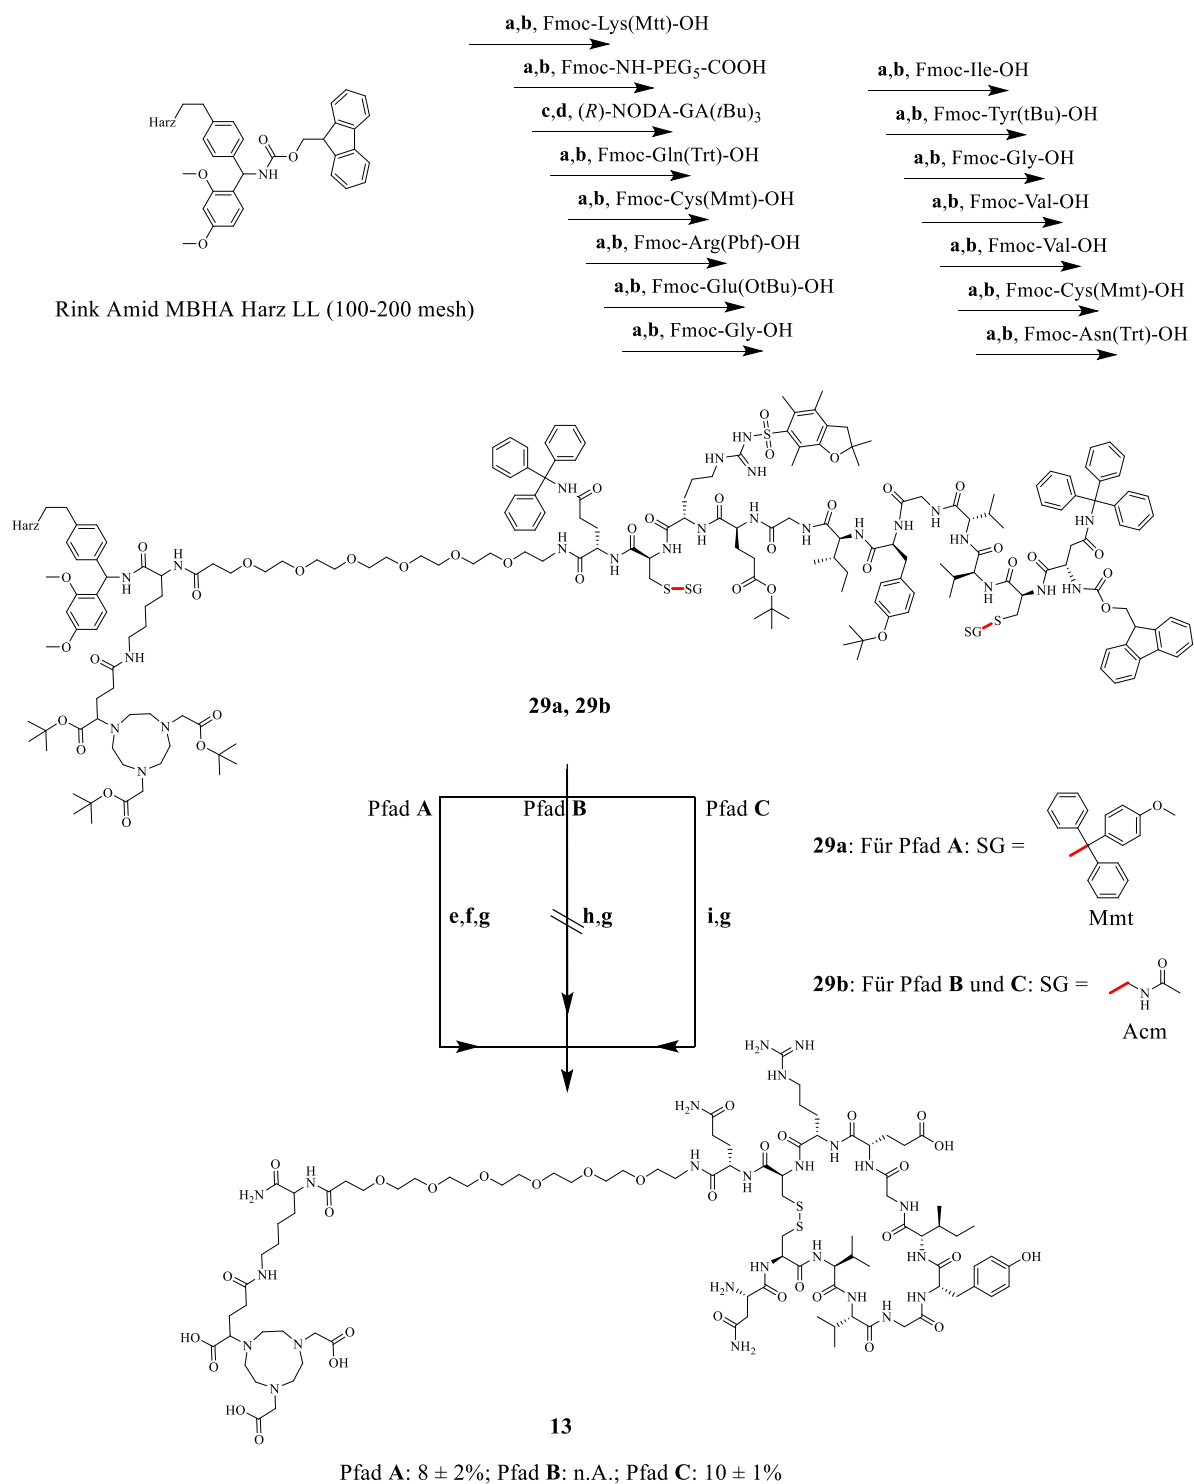 a,b, Fmoc-Lys(Mtt)-OH
a,b, Fmoc-NH-PEG5-COOH
c,d, (R)-NODA-GA(tBu)3
a,b, Fmoc-Gln(Trt)-OH
a,b, Fmoc-Cys(Mmt)-OH
a,b, Fmoc-Arg(Pbf)-OH
a,b, Fmoc-Glu(OtBu)-OH
a,b, Fmoc-Gly-OH
a,b, Fmoc-Ile-OH
a,b, Fmoc-Tyr(tBu)-OH
a,b, Fmoc-Gly-OH
a,b, Fmoc-Val-OH
a,b, Fmoc-Val-OH
a,b, Fmoc-Cys(Mmt)-OH
a,b, Fmoc-Asn(Trt)-OH
Harz
Rink Amid MBHA Harz LL (100-200 mesh)
Harz
SG
SG
29a, 29b
Pfad A
Pfad B
Pfad C
e,f,g
h,g
i,g
29a: Für Pfad A: SG =
Mmt
29b: Für Pfad B und C: SG =
Acm
13
Pfad A: 8 ± 2%; Pfad B: n.A.; Pfad C: 10 ± 1%